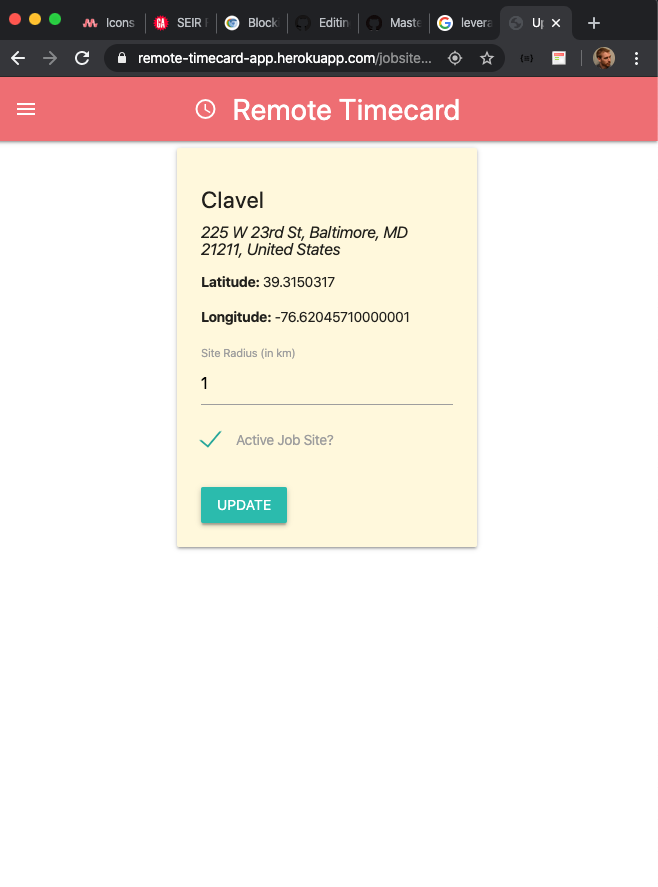 Icons
SEIR
Block
Editin
Maste
levera
Up
remote-timecard-app.herokuapp.com/jobsite...
Remote Timecard
Clavel
225 W 23rd St, Baltimore, MD
21211, United States
Latitude: 39.3150317
Longitude: -76.62045710000001
Site Radius (in km)
1
Active Job Site?
UPDATE